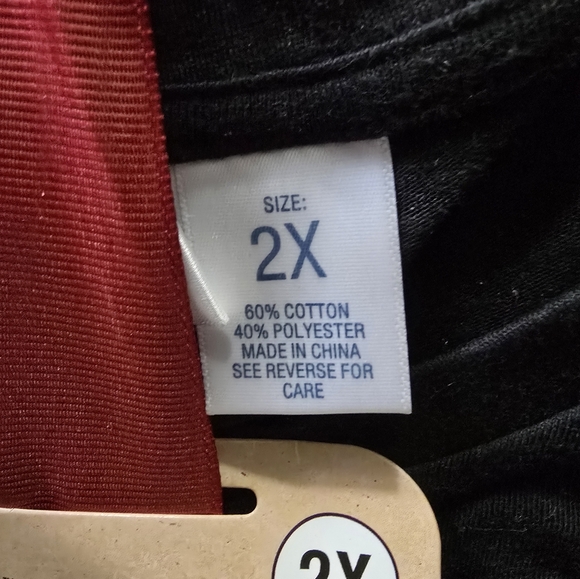 SIZE:
2X
60% COTTON
40% POLYESTER
MADE IN CHINA
SEE REVERSE FOR
CARE
2X